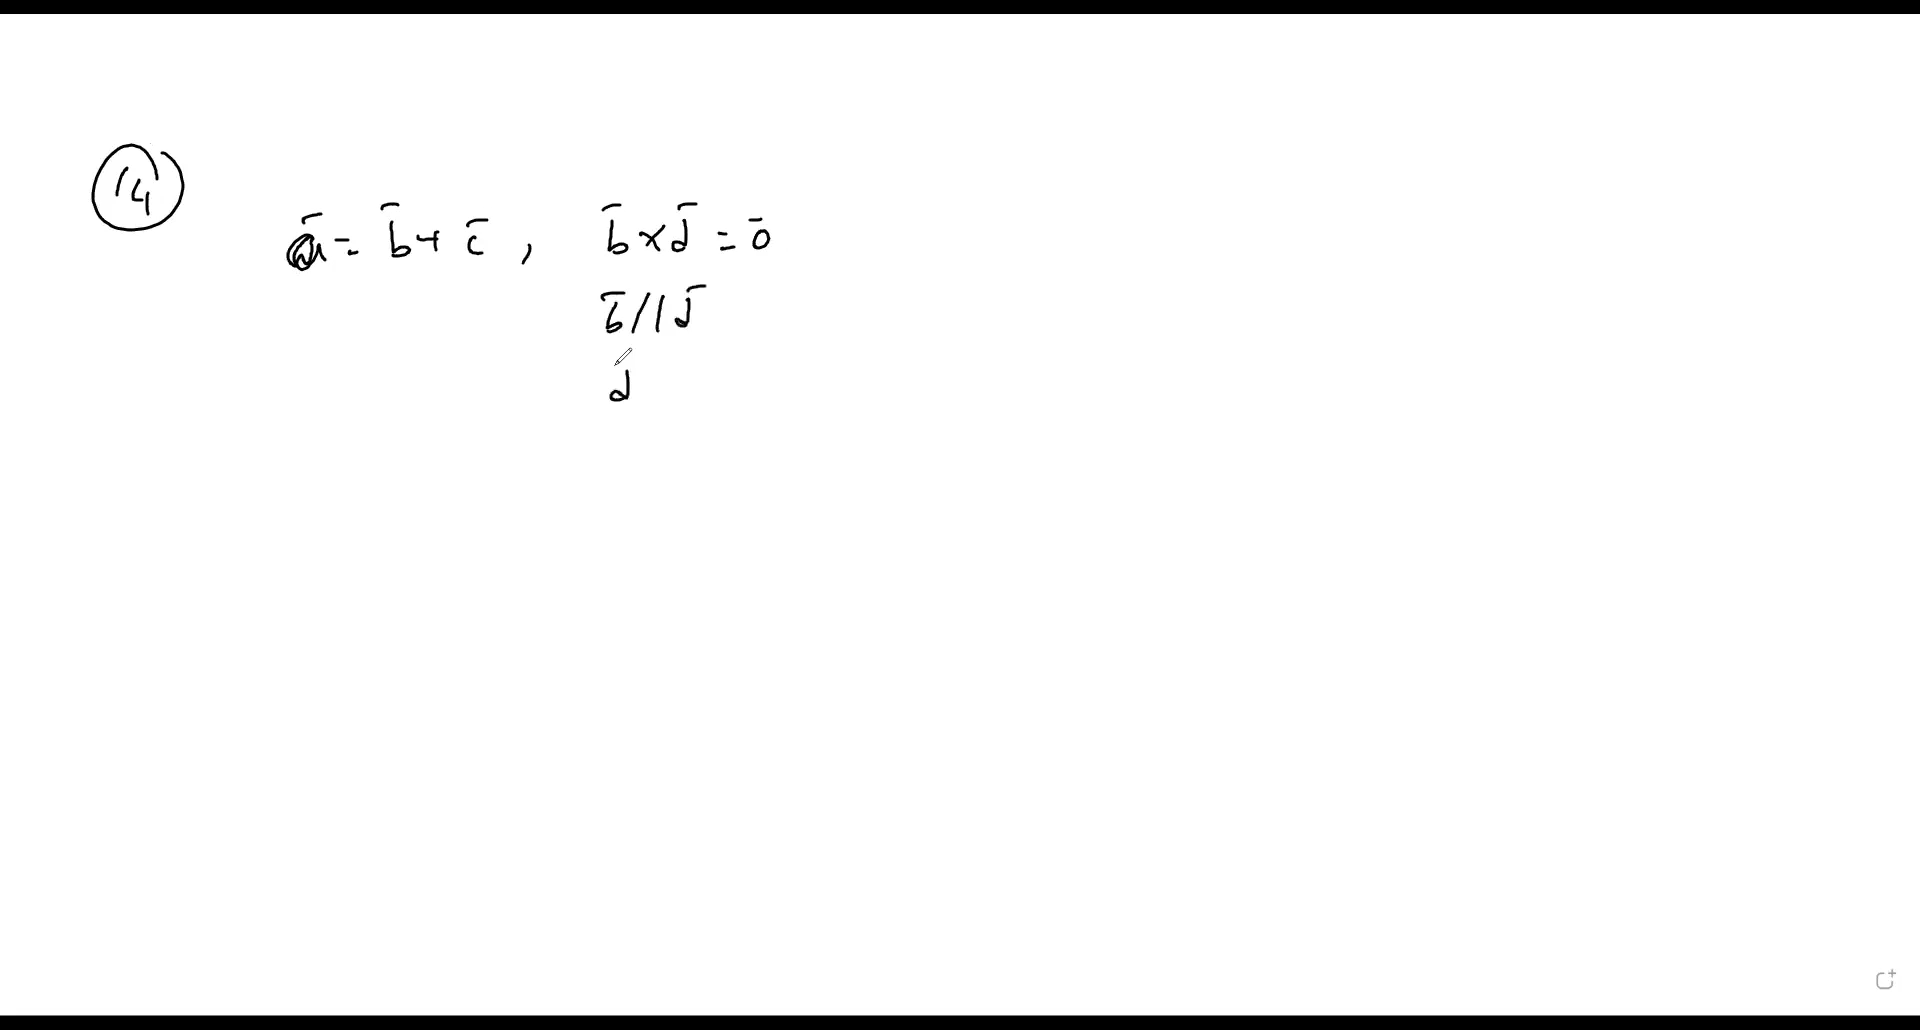 14
a̅ = b̅ + c̅ , b̅ × d̅ = 0̅
b̅ // d̅
d